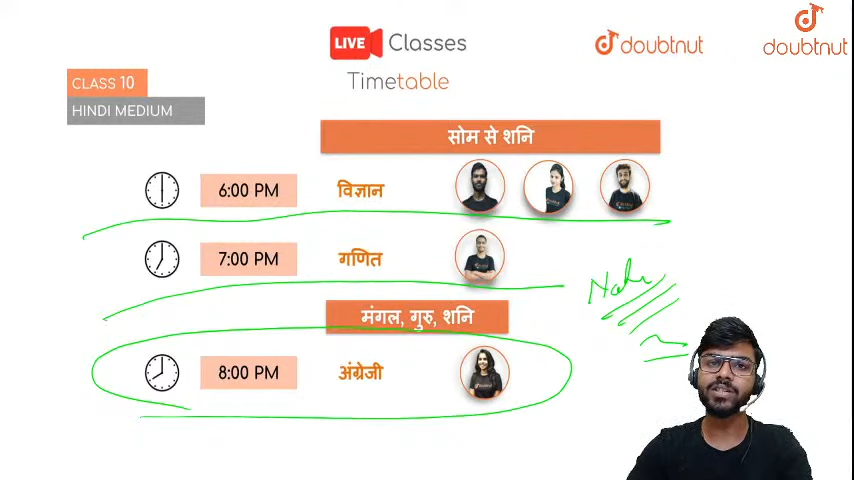 LIVE Classes
doubtnut
doubtnut
Timetable
CLASS 10
HINDI MEDIUM
सोम से शनि
6:00 PM विज्ञान
7:00 PM गणित
मंगल, गुरु, शनि
8:00 PM अंग्रेजी